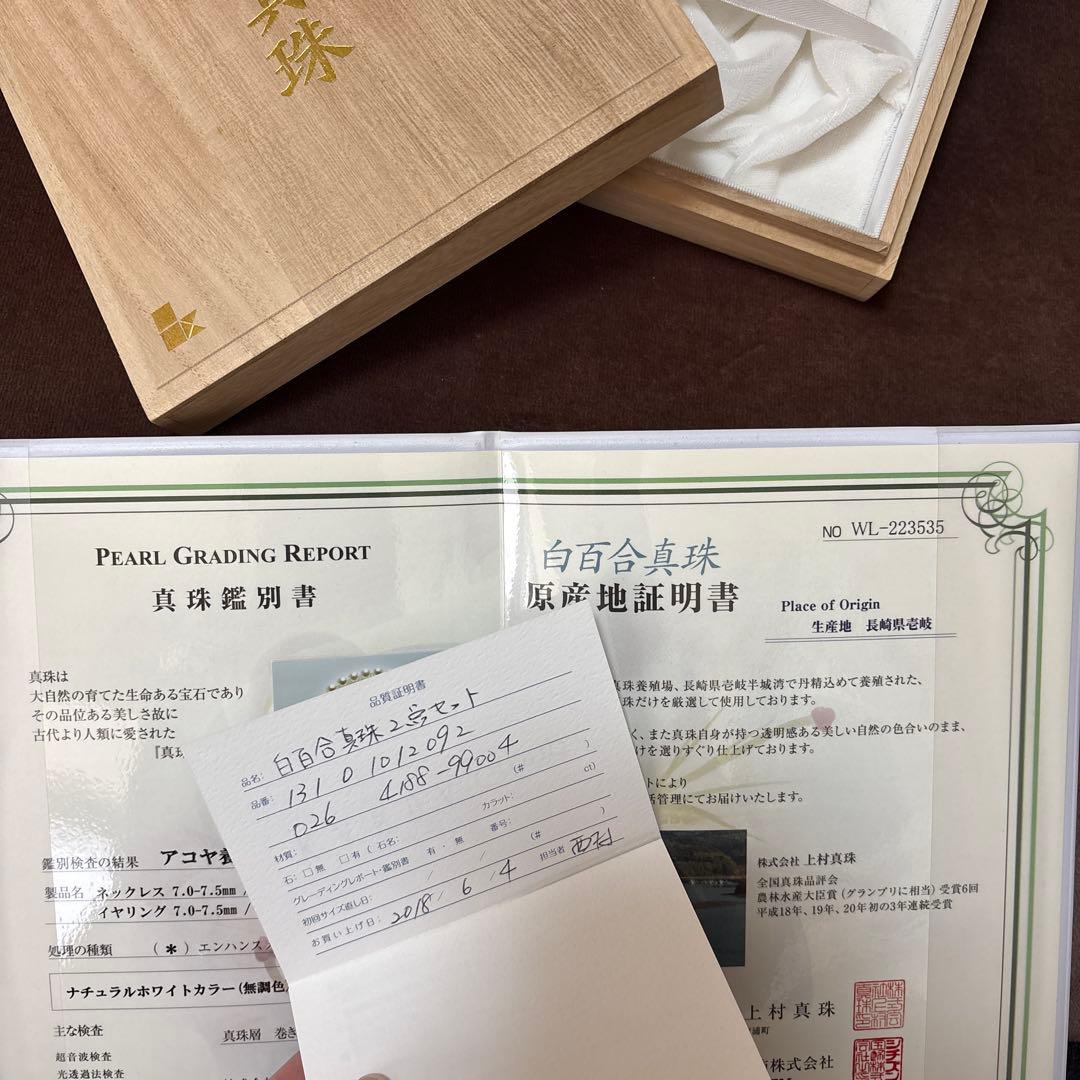 真珠
NO WL-223535
PEARL GRADING REPORT
真珠鑑別書
白百合真珠
原産地証明書
Place of Origin
生産地 長崎県壱岐
真珠は
大自然の育てた生命ある宝石であり
その品位ある美しさ故に
古代より人類に愛された
『真珠
真珠養殖場、長崎県壱岐半城湾で丹精込めて養殖された、
珠だけを厳選して使用しております。
く、また真珠自身が持つ透明感ある美しい自然の色合いのまま、
けを選りすぐり仕上げております。
トにより
括管理にてお届けいたします。
品質証明書
品名: 白百合真珠2点セット
品番: 131 0 1012092
026 4188-99004
材質: (# )
石: □無 □有 ( 石名: カラット: ct)
グレーディングレポート・鑑別書 有 ・ 無 番号: (# )
初回サイズ直し日: / /
お買い上げ日: 2018 / 6 / 4 担当者 西村
鑑別検査の結果 アコヤ養
製品名 ネックレス 7.0-7.5mm /
イヤリング 7.0-7.5mm /
処理の種類 ( * ) エンハンス
ナチュラルホワイトカラー(無調色
主な検査 真珠層 巻き
超音波検査
光透過法検査
株式会社 上村真珠
全国真珠品評会
農林水産大臣賞 (グランプリに相当) 受賞6回
平成18年、19年、20年初の3年連続受賞
上村真珠
浦町
株式会社